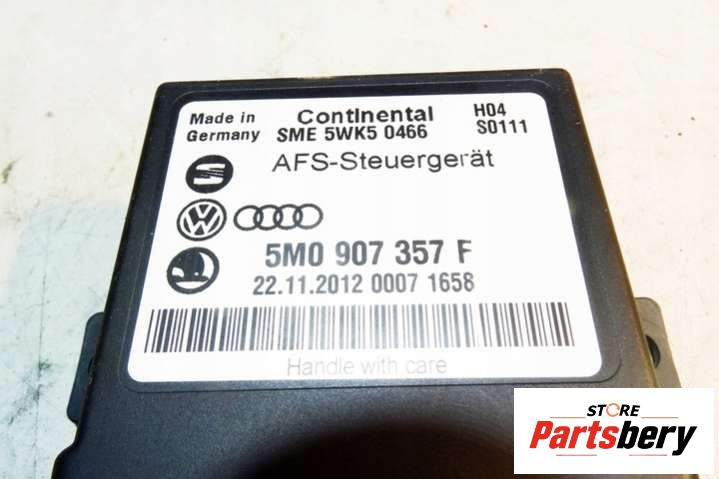 Made in Germany
Continental
SME 5WK5 0466
H04
S0111
AFS-Steuergerät
5M0 907 357 F
22.11.2012 0007 1658
Handle with care
STORE
Partsbery